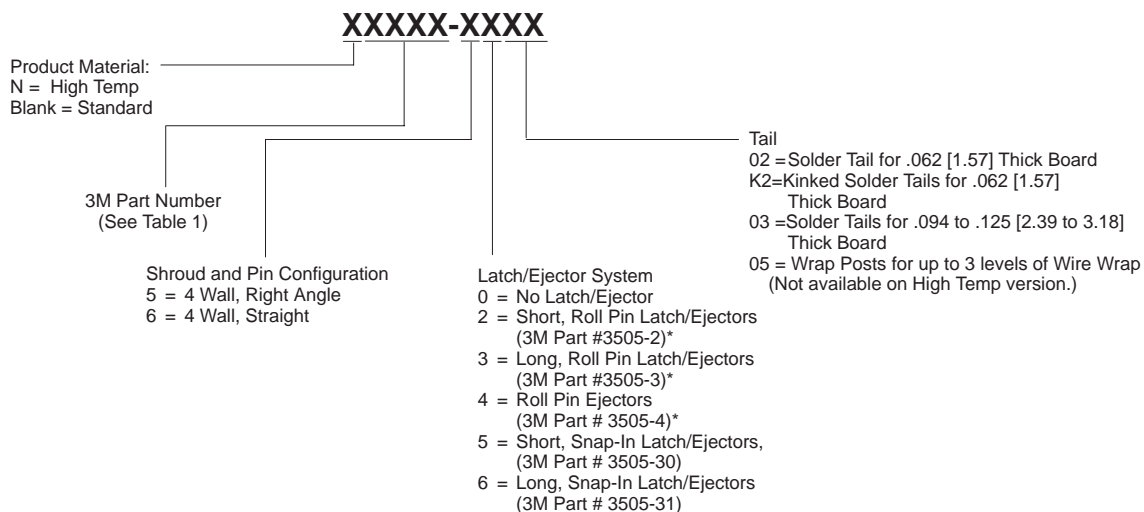 XXXXX-XXXX
Product Material:
N = High Temp
Blank = Standard
3M Part Number
(See Table 1)
Shroud and Pin Configuration
5 = 4 Wall, Right Angle
6 = 4 Wall, Straight
Latch/Ejector System
0 = No Latch/Ejector
2 = Short, Roll Pin Latch/Ejectors
(3M Part #3505-2)*
3 = Long, Roll Pin Latch/Ejectors
(3M Part #3505-3)*
4 = Roll Pin Ejectors
(3M Part # 3505-4)*
5 = Short, Snap-In Latch/Ejectors,
(3M Part # 3505-30)
6 = Long, Snap-In Latch/Ejectors
(3M Part # 3505-31)
Tail
02 =Solder Tail for .062 [1.57] Thick Board
K2=Kinked Solder Tails for .062 [1.57]
Thick Board
03 =Solder Tails for .094 to .125 [2.39 to 3.18]
Thick Board
05 = Wrap Posts for up to 3 levels of Wire Wrap
(Not available on High Temp version.)